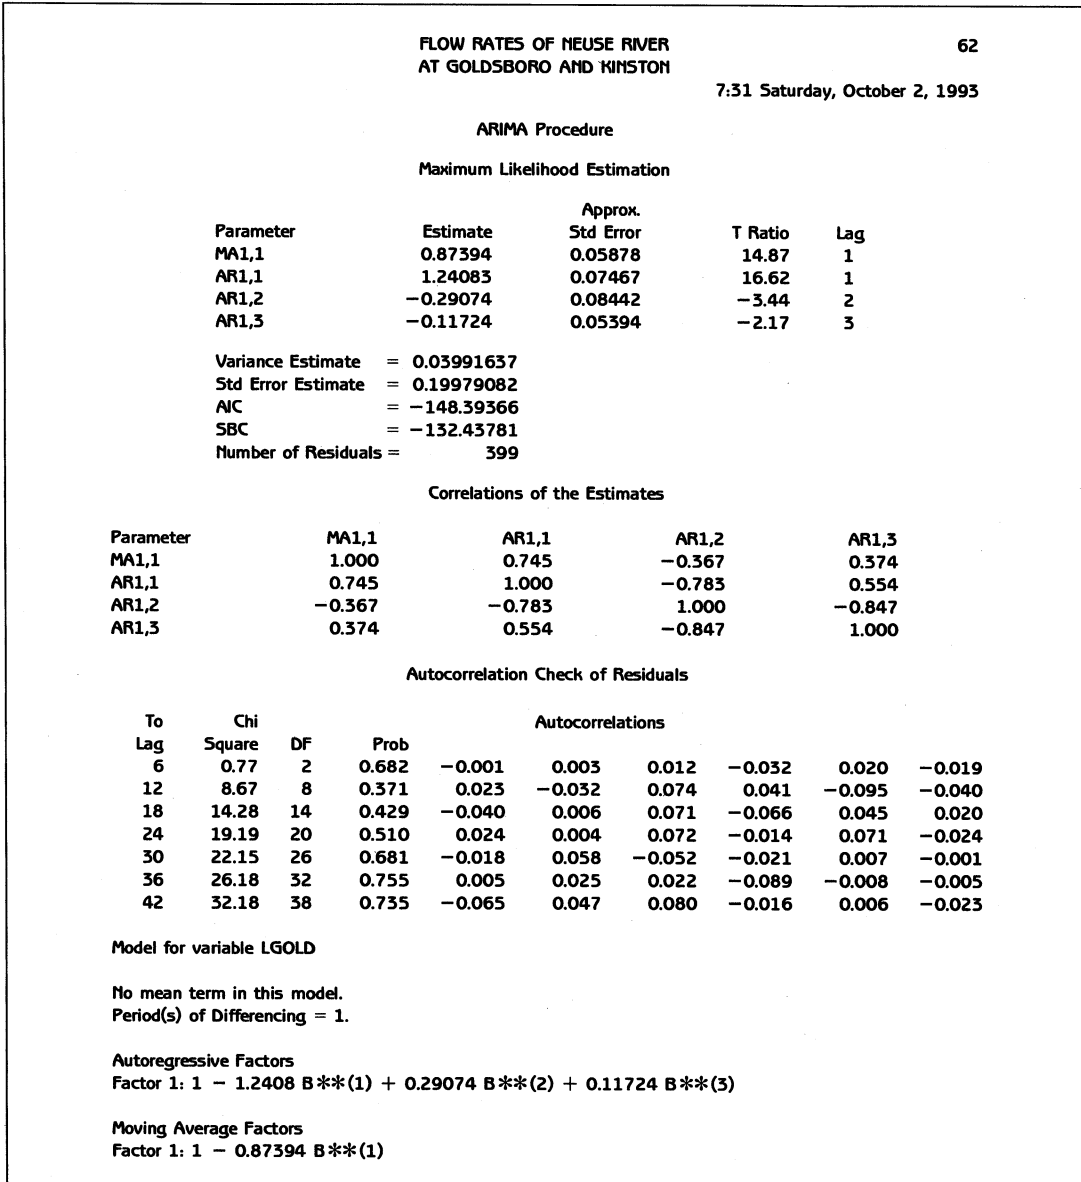 FLOW RATES OF NEUSE RIVER 62
AT GOLDSBORO AND KINSTON
7:31 Saturday, October 2, 1993
ARIMA Procedure
Maximum Likelihood Estimation
Approx.
Parameter Estimate Std Error T Ratio Lag
MA1,1 0.87394 0.05878 14.87 1
AR1,1 1.24083 0.07467 16.62 1
AR1,2 −0.29074 0.08442 −3.44 2
AR1,3 −0.11724 0.05394 −2.17 3
Variance Estimate = 0.03991637
Std Error Estimate = 0.19979082
AIC = −148.39366
SBC = −132.43781
Number of Residuals = 399
Correlations of the Estimates
Parameter MA1,1 AR1,1 AR1,2 AR1,3
MA1,1 1.000 0.745 −0.367 0.374
AR1,1 0.745 1.000 −0.783 0.554
AR1,2 −0.367 −0.783 1.000 −0.847
AR1,3 0.374 0.554 −0.847 1.000
Autocorrelation Check of Residuals
To Chi Autocorrelations
Lag Square DF Prob
6 0.77 2 0.682 −0.001 0.003 0.012 −0.032 0.020 −0.019
12 8.67 8 0.371 0.023 −0.032 0.074 0.041 −0.095 −0.040
18 14.28 14 0.429 −0.040 0.006 0.071 −0.066 0.045 0.020
24 19.19 20 0.510 0.024 0.004 0.072 −0.014 0.071 −0.024
30 22.15 26 0.681 −0.018 0.058 −0.052 −0.021 0.007 −0.001
36 26.18 32 0.755 0.005 0.025 0.022 −0.089 −0.008 −0.005
42 32.18 38 0.735 −0.065 0.047 0.080 −0.016 0.006 −0.023
Model for variable LGOLD
No mean term in this model.
Period(s) of Differencing = 1.
Autoregressive Factors
Factor 1: 1 − 1.2408 B**(1) + 0.29074 B**(2) + 0.11724 B**(3)
Moving Average Factors
Factor 1: 1 − 0.87394 B**(1)